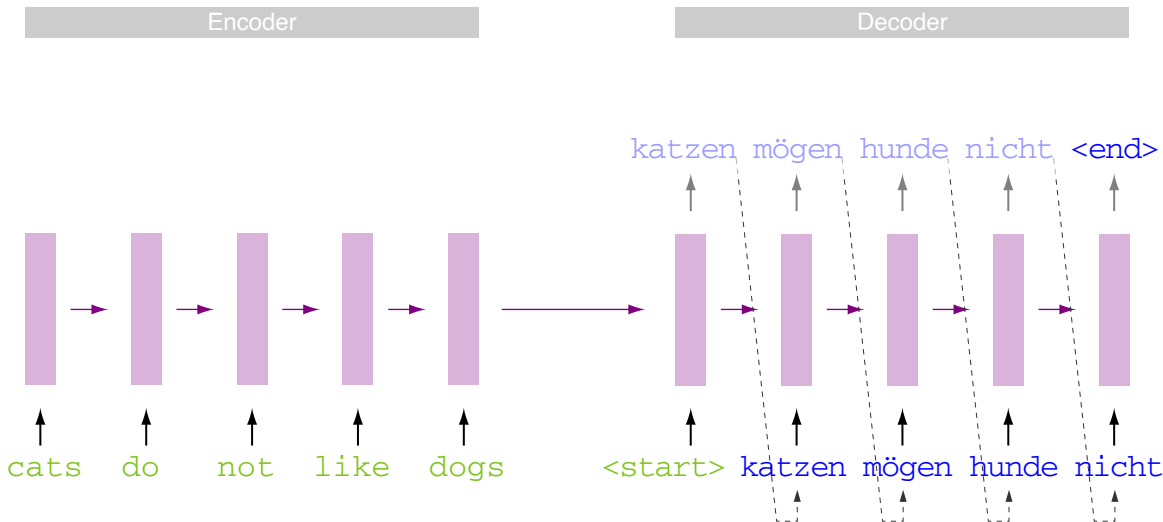 Encoder Decoder
katzen mögen hunde nicht <end>
cats do not like dogs <start> katzen mögen hunde nicht